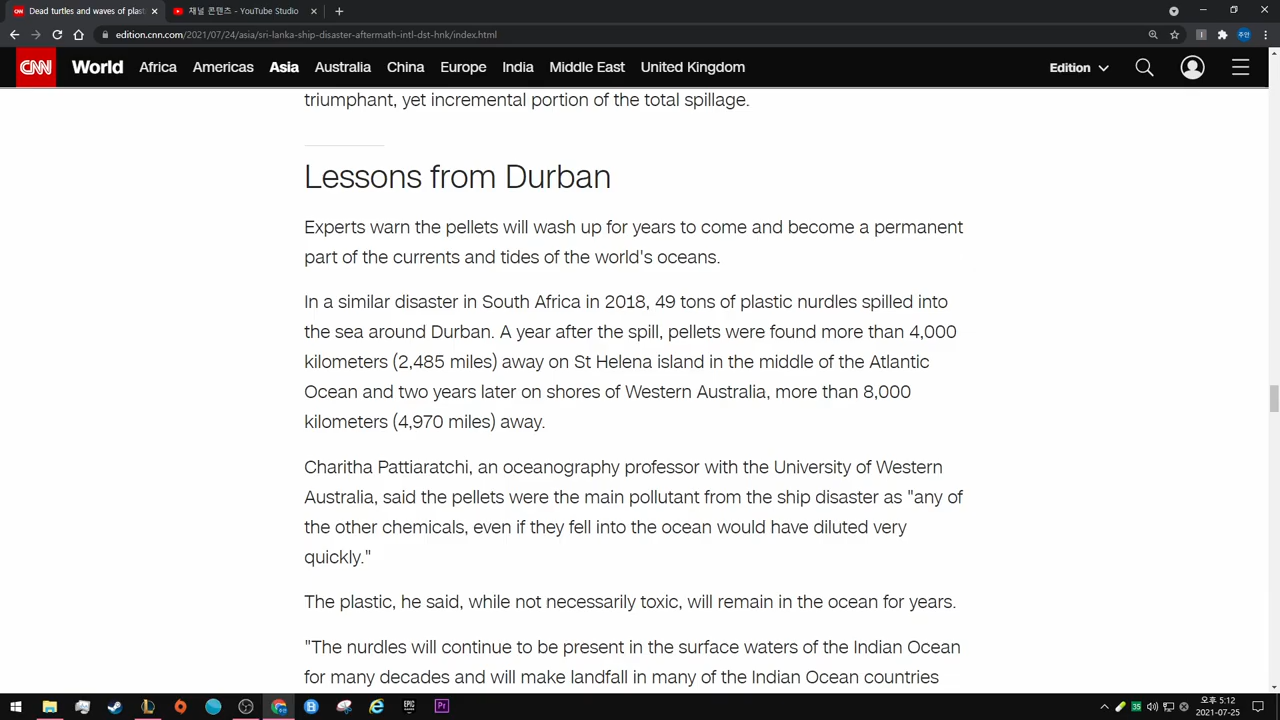 Dead turtles and waves of plast
채널 콘텐츠 - YouTube Studio
edition.cnn.com/2021/07/24/asia/sri-lanka-ship-disaster-aftermath-intl-dst-hnk/index.html
주안
CNN World Africa Americas Asia Australia China Europe India Middle East United Kingdom Edition
triumphant, yet incremental portion of the total spillage.
Lessons from Durban
Experts warn the pellets will wash up for years to come and become a permanent
part of the currents and tides of the world's oceans.
In a similar disaster in South Africa in 2018, 49 tons of plastic nurdles spilled into
the sea around Durban. A year after the spill, pellets were found more than 4,000
kilometers (2,485 miles) away on St Helena island in the middle of the Atlantic
Ocean and two years later on shores of Western Australia, more than 8,000
kilometers (4,970 miles) away.
Charitha Pattiaratchi, an oceanography professor with the University of Western
Australia, said the pellets were the main pollutant from the ship disaster as "any of
the other chemicals, even if they fell into the ocean would have diluted very
quickly."
The plastic, he said, while not necessarily toxic, will remain in the ocean for years.
"The nurdles will continue to be present in the surface waters of the Indian Ocean
for many decades and will make landfall in many of the Indian Ocean countries
EPIC
Pr
35
오후 5:12
2021-07-25